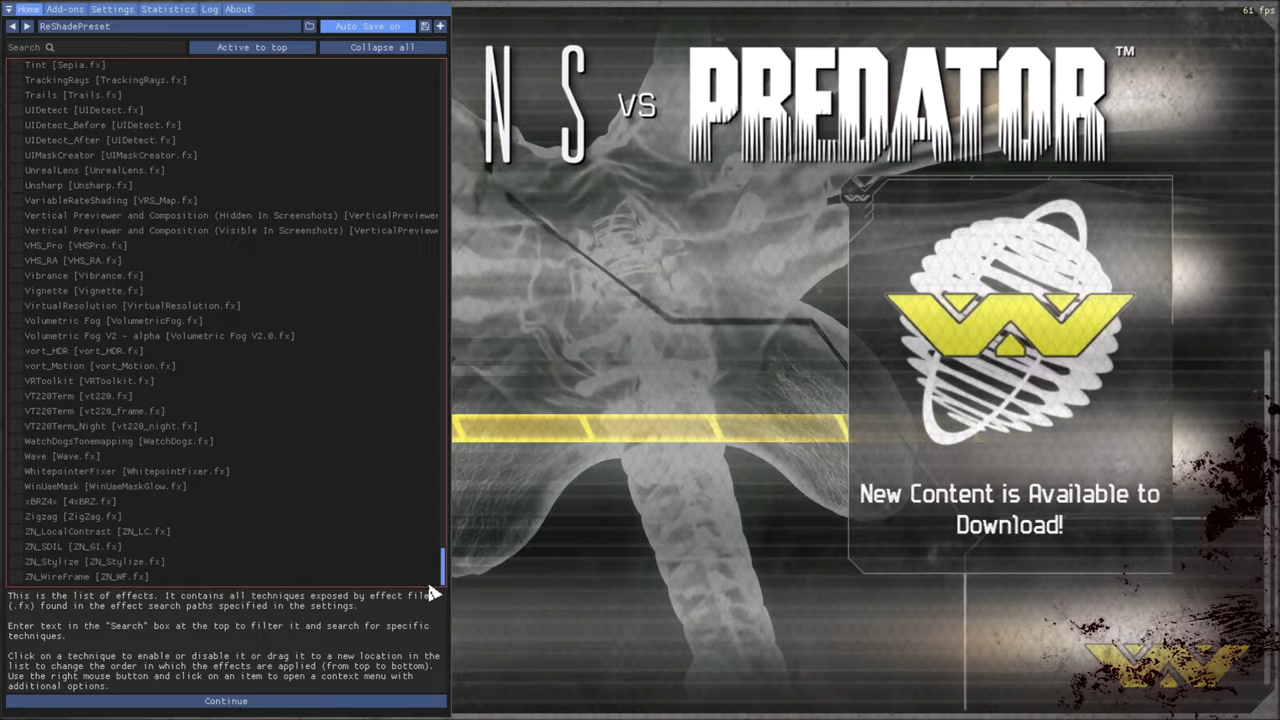 Home Add-ons Settings Statistics Log About
61 fps
ReShadePreset
Auto Save on
Search
Active to top
Collapse all
Tint [Sepia.fx]
TrackingRays [TrackingRays.fx]
Trails [Trails.fx]
UIDetect [UIDetect.fx]
UIDetect_Before [UIDetect.fx]
UIDetect_After [UIDetect.fx]
UIMaskCreator [UIMaskCreator.fx]
UnrealLens [UnrealLens.fx]
Unsharp [Unsharp.fx]
VariableRateShading [VRS_Map.fx]
Vertical Previewer and Composition (Hidden In Screenshots) [VerticalPreviewer
Vertical Previewer and Composition (Visible In Screenshots) [VerticalPreviewe
VHS_Pro [VHSPro.fx]
VHS_RA [VHS_RA.fx]
Vibrance [Vibrance.fx]
Vignette [Vignette.fx]
VirtualResolution [VirtualResolution.fx]
Volumetric Fog [VolumetricFog.fx]
Volumetric Fog V2 - alpha [Volumetric Fog V2.0.fx]
vort_HDR [vort_HDR.fx]
vort_Motion [vort_Motion.fx]
VRToolkit [VRToolkit.fx]
VT220Term [vt220.fx]
VT220Term [vt220_frame.fx]
VT220Term_Night [vt220_night.fx]
WatchDogsTonemapping [WatchDogs.fx]
Wave [Wave.fx]
WhitepointerFixer [WhitepointFixer.fx]
WinUaeMask [WinUaeMaskGlow.fx]
xBRZ4x [4xBRZ.fx]
Zigzag [ZigZag.fx]
ZN_LocalContrast [ZN_LC.fx]
ZN_SDIL [ZN_GI.fx]
ZN_Stylize [ZN_Stylize.fx]
ZN_WireFrame [ZN_WF.fx]
This is the list of effects. It contains all techniques exposed by effect file
(.fx) found in the effect search paths specified in the settings.
Enter text in the "Search" box at the top to filter it and search for specific
techniques.
Click on a technique to enable or disable it or drag it to a new location in the
list to change the order in which the effects are applied (from top to bottom).
Use the right mouse button and click on an item to open a context menu with
additional options.
Continue
N S VS PREDATOR™
New Content is Available to
Download!